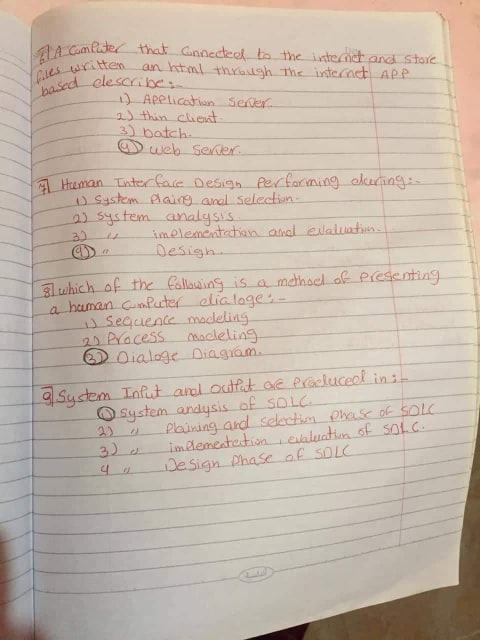 6] A Computer that Connected to the internet and store
files written an html through the internet APP
based describe:-
1) Application server.
2) thin client.
3) batch.
4) web server.
7] Human Interface Design Performing during:-
1) System Plaing and selection.
2) system analysis.
3) " implementation and evaluation.
4) " Design.
8] which of the following is a method of Presenting
a human Computer dialoge:-
1) Sequence modeling
2) Process modeling
3) Dialoge Diagram.
9] System Input and output are Produced in:-
1) System analysis of SDLC.
2) " Plaining and selection Phase of SDLC
3) " implementation, evaluation of SDLC.
4 " Design Phase of SDLC